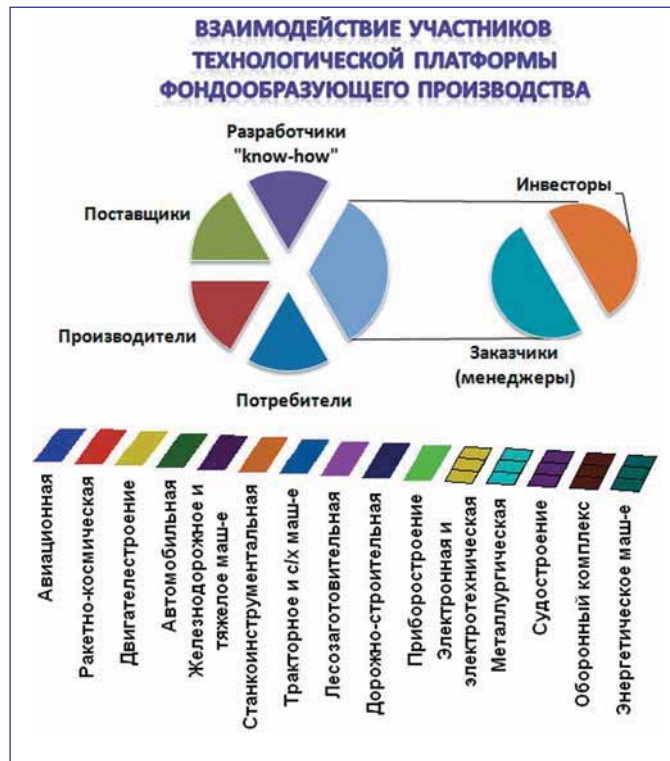 ВЗАИМОДЕЙСТВИЕ УЧАСТНИКОВ
ТЕХНОЛОГИЧЕСКОЙ ПЛАТФОРМЫ
ФОНДООБРАЗУЮЩЕГО ПРОИЗВОДСТВА
Разработчики
"know-how"
Инвесторы
Поставщики
Производители
Заказчики
(менеджеры)
Потребители
Авиационная
Ракетно-космическая
Двигателестроение
Автомобильная
Железнодорожное и
тяжелое маш-е
Станкоинструментальная
Тракторное и с/х маш-е
Лесозаготовительная
Дорожно-строительная
Приборостроение
Электронная и
электротехническая
Металлургическая
Судостроение
Оборонный комплекс
Энергетическое маш-е